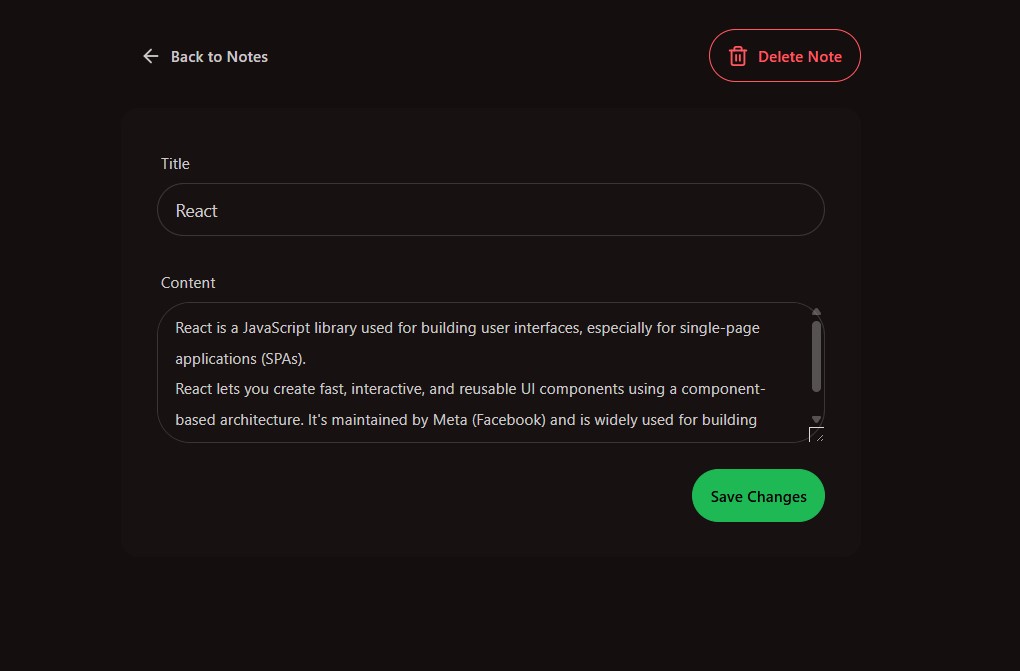 Back to Notes
Delete Note
Title
React
Content
React is a JavaScript library used for building user interfaces, especially for single-page
applications (SPAs).
React lets you create fast, interactive, and reusable UI components using a component-
based architecture. It's maintained by Meta (Facebook) and is widely used for building
Save Changes